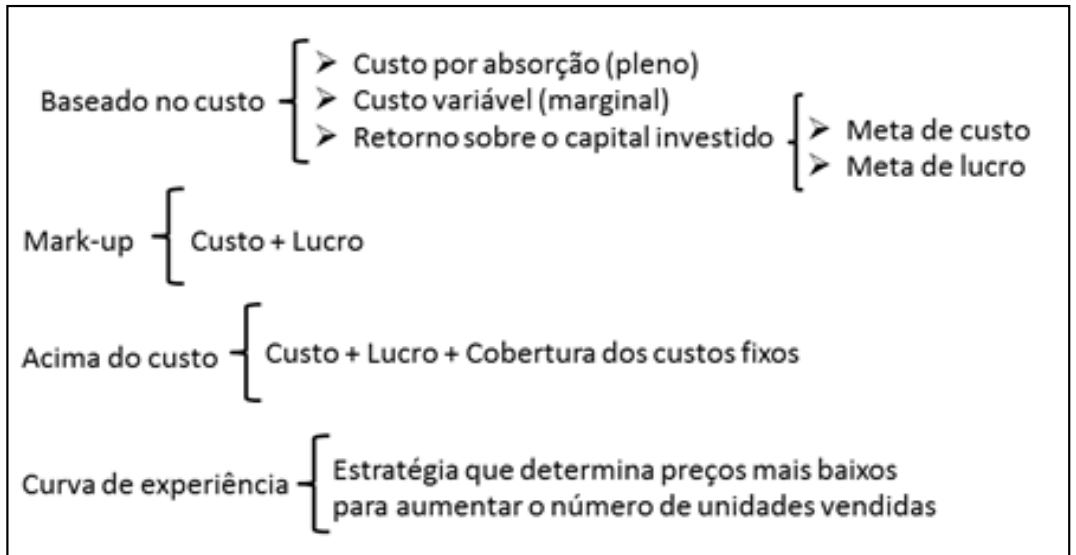 Baseado no custo
➤ Custo por absorção (pleno)
➤ Custo variável (marginal)
➤ Retorno sobre o capital investido
➤ Meta de custo
➤ Meta de lucro
Mark-up
Custo + Lucro
Acima do custo
Custo + Lucro + Cobertura dos custos fixos
Curva de experiência
Estratégia que determina preços mais baixos
para aumentar o número de unidades vendidas